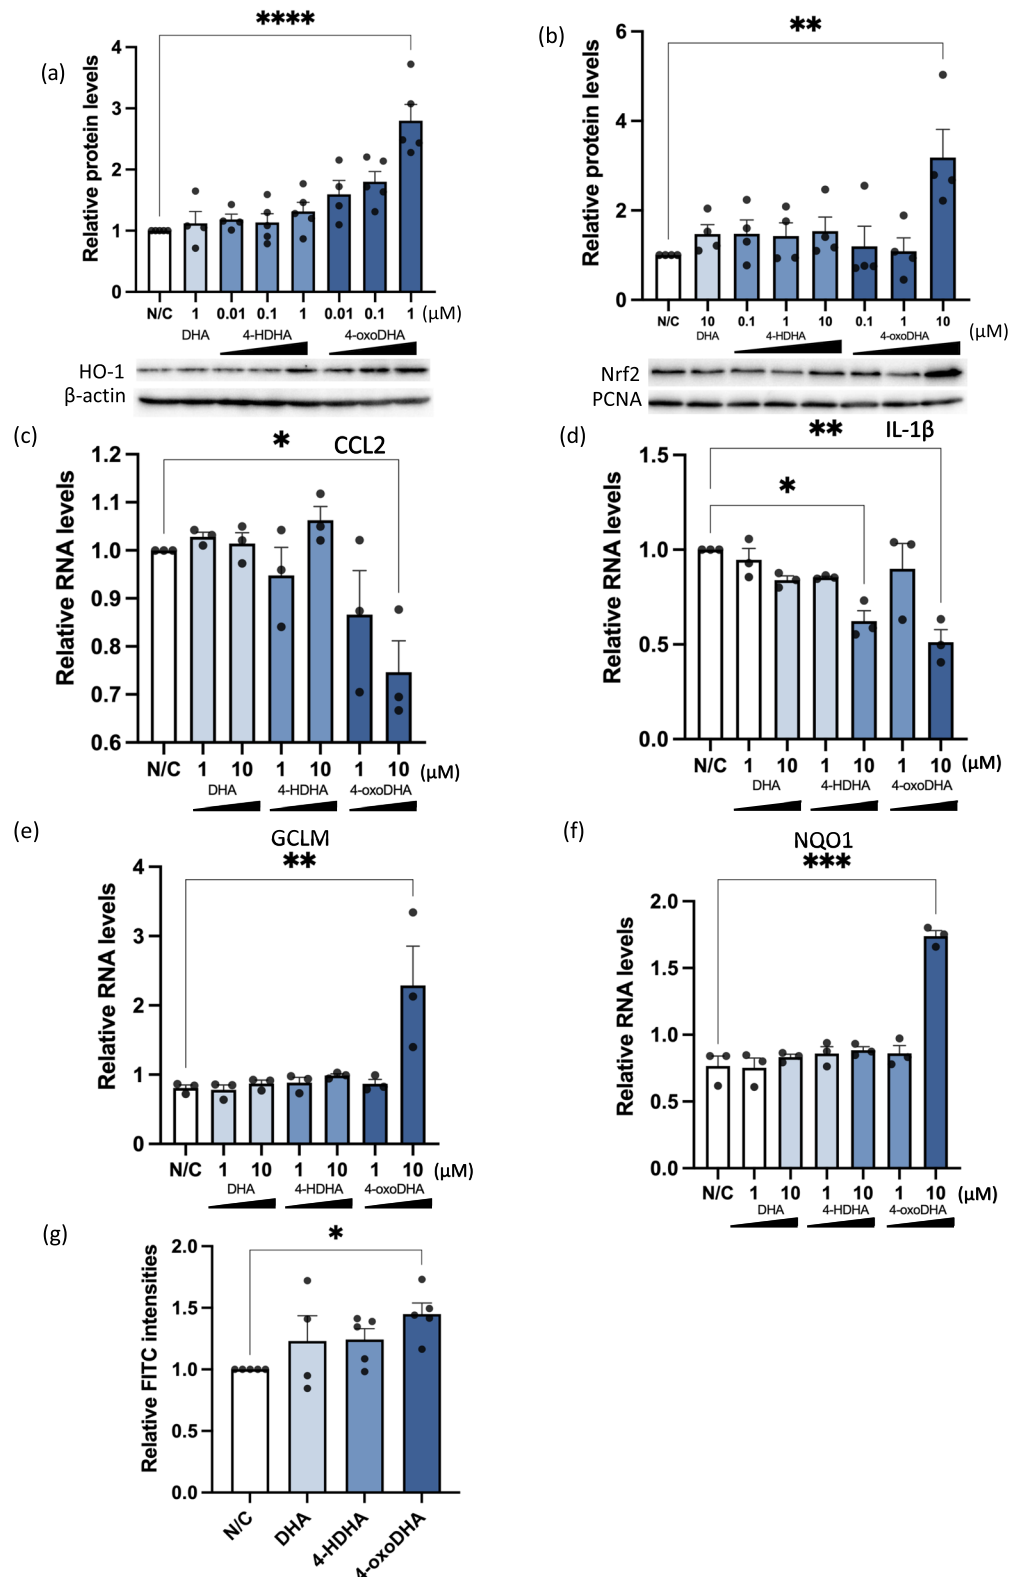 (a)
****
Relative protein levels
4
3
2
1
0
N/C 1 0.01 0.1 1 0.01 0.1 1 (μM)
DHA 4-HDHA 4-oxoDHA
HO-1
β-actin
(b)
**
Relative protein levels
6
4
2
0
N/C 10 0.1 1 10 0.1 1 10
(μM)
DHA 4-HDHA 4-oxoDHA
Nrf2
PCNA
(c)
*
CCL2
Relative RNA levels
1.2
1.1
1.0
0.9
0.8
0.7
0.6
N/C 1 10 1 10 1 10 (μM)
DHA 4-HDHA 4-oxoDHA
(d)
** IL-1β
*
Relative RNA levels
1.5
1.0
0.5
0.0
N/C 1 10 1 10 1 10 (μM)
DHA 4-HDHA 4-oxoDHA
(e)
GCLM
**
Relative RNA levels
4
3
2
1
0
N/C 1 10 1 10 1 10 (μM)
DHA 4-HDHA 4-oxoDHA
(f)
NQO1
***
Relative RNA levels
2.0
1.5
1.0
0.5
0.0
N/C 1 10 1 10 1 10 (μM)
DHA 4-HDHA 4-oxoDHA
(g)
*
Relative FITC intensities
2.0
1.5
1.0
0.5
0.0
N/C DHA 4-HDHA 4-oxoDHA